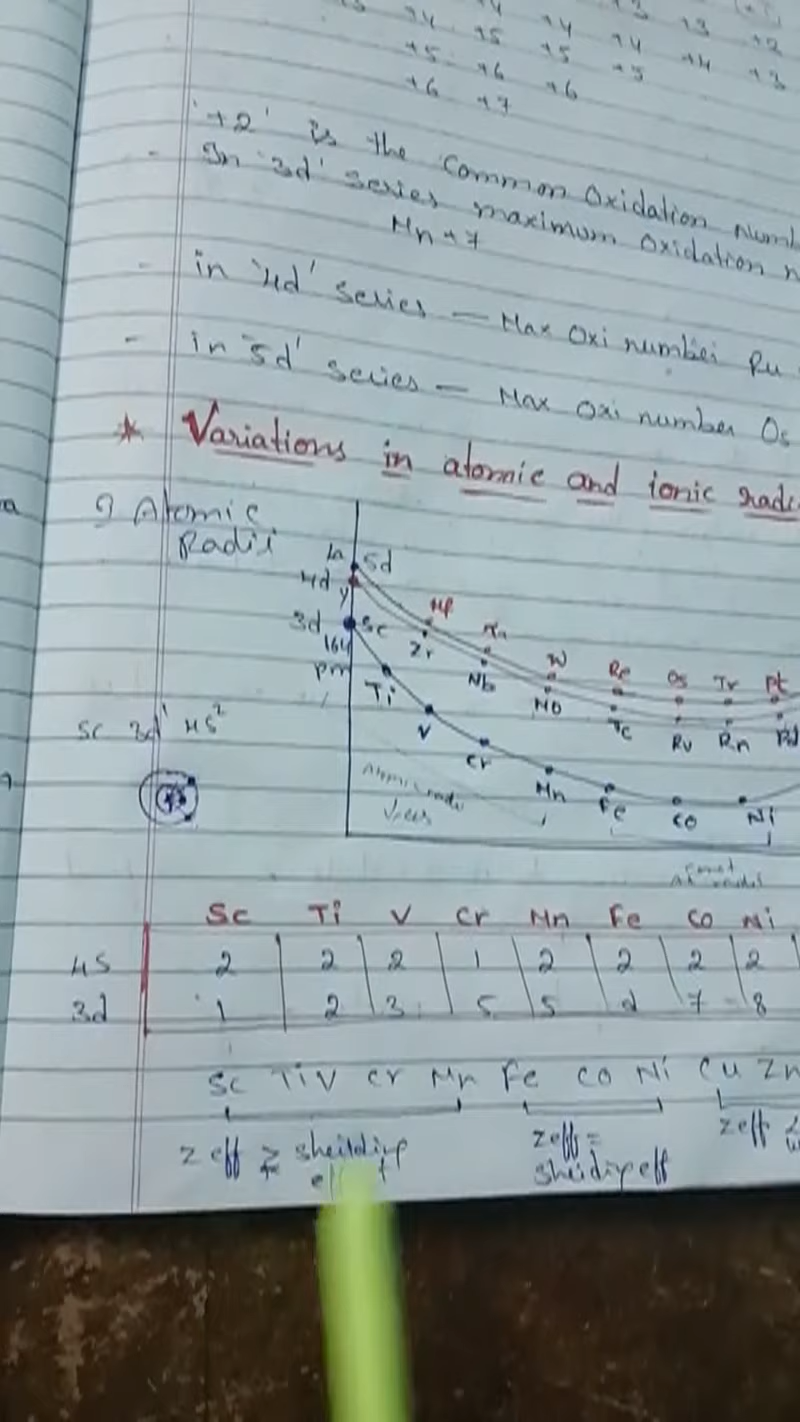 +4 +4 +3 +3 +2
+4 +5 +5 +4 +4 +3
+5 +6 +6 +5
+6 +7
'+2' is the Common Oxidation Numb
- In '3d' series maximum Oxidation n
Mn +7
- in '4d' series — Max Oxi number Ru
- in 5d' series — Max Oxi number Os
* Variations in atomic and ionic radi
Atomic
Radii
La 5d
4d
Y
Hf
W Re Os Ir Pt
3d Sc
Zr
Nb
Mo Tc Ru Rn Pd
164
pm
Ti
Sc 3d¹ 4s²
V
Cr
Mn Fe Co Ni
Sc Ti V Cr Mn Fe Co Ni
4s 2 2 2 1 2 2 2 2
3d 1 2 3 5 5 7 8
Sc Ti V Cr Mn Fe Co Ni Cu Zn
Z eff ≥ sheilding zeff = zeff
sheidingeff